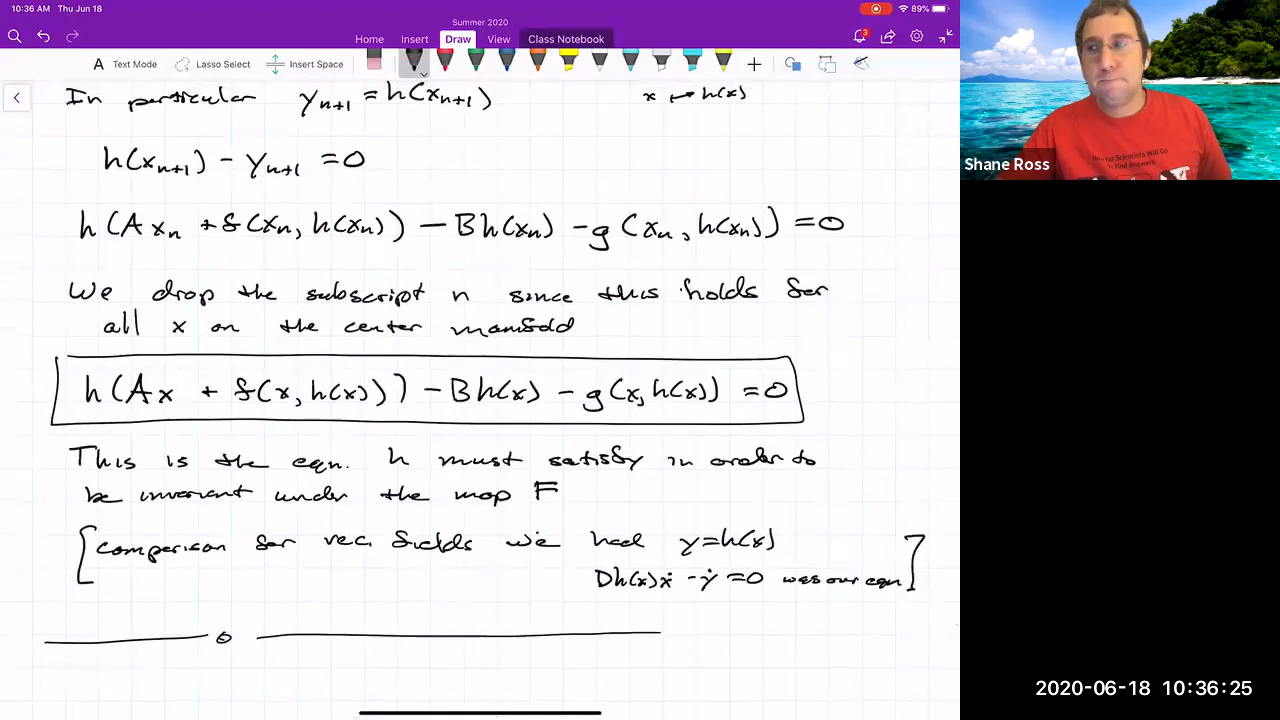 10:36 AM Thu Jun 18
89%
Summer 2020
Home Insert Draw View Class Notebook
3
A Text Mode Lasso Select Insert Space
In particular y_{n+1} = h(x_{n+1})
x ↦ h(x)
h(x_{n+1}) - y_{n+1} = 0
h(Ax_n + f(x_n, h(x_n)) - Bh(x_n) - g(x_n, h(x_n)) = 0
We drop the subscript n since this holds for
all x on the center manifold
h(Ax + f(x, h(x))) - Bh(x) - g(x, h(x)) = 0
This is the eqn. h must satisfy in order to
be invariant under the map F
[comparison for vec. fields we had y=h(x)
Dh(x)ẋ - ẏ = 0 was our eqn]
Shane Ross
2020-06-18 10:36:25